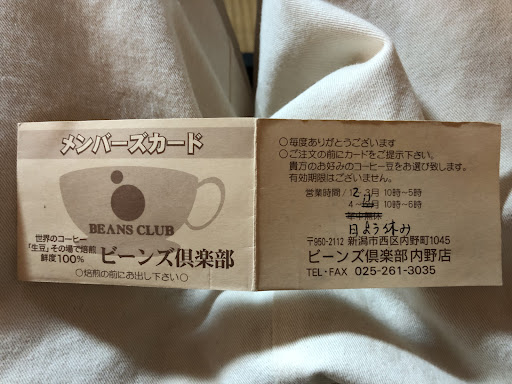 メンバーズカード
BEANS CLUB
世界のコーヒー
「生豆」その場で焙煎
鮮度100%
ビーンズ倶楽部
○焙煎の前にお出し下さい○
○毎度ありがとうございます
○ご注文の前にカードをご提示下さい。
貴方のお好みのコーヒー豆をお選び致します。
有効期限はございません。
営業時間/12-3月 10時〜5時
4-11月 10時〜6時
年中無休
日よう休み
〒950-2112 新潟市西区内野町1045
ビーンズ倶楽部内野店
TEL・FAX 025-261-3035